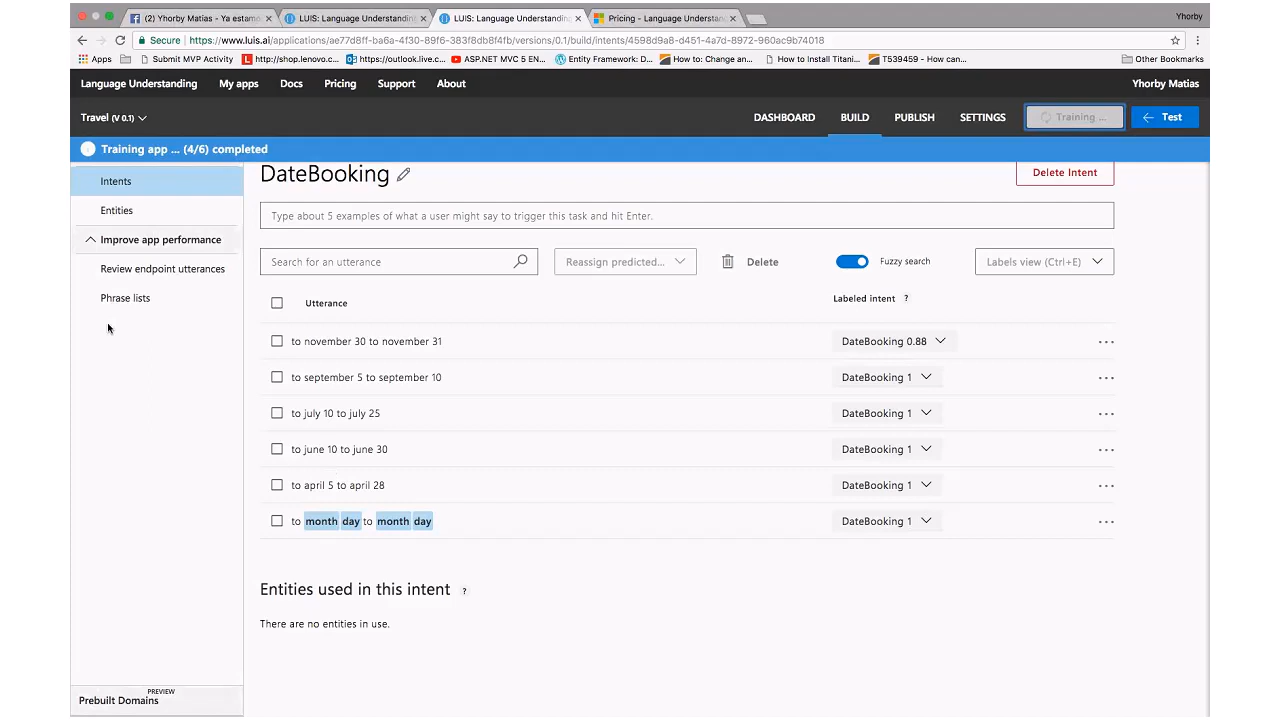 (2) Yhorby Matias - Ya estamo
LUIS: Language Understandin
LUIS: Language Understandin
Pricing - Language Understan
Yhorby
Secure
https://www.luis.ai/applications/ae77d8ff-ba6a-4f30-89f6-383f8db8f4fb/versions/0.1/build/intents/4598d9a8-d451-4a7d-8972-960ac9b74018
Apps
Submit MVP Activity
http://shop.lenovo.c...
https://outlook.live.c...
ASP.NET MVC 5 EN...
Entity Framework: D...
How to: Change an...
How to Install Titani...
T539459 - How can...
Other Bookmarks
Language Understanding
My apps
Docs
Pricing
Support
About
Yhorby Matias
Travel (V 0.1)
DASHBOARD
BUILD
PUBLISH
SETTINGS
Training ...
Test
Training app ... (4/6) completed
Intents
Entities
Improve app performance
Review endpoint utterances
Phrase lists
Prebuilt Domains
PREVIEW
DateBooking
Delete Intent
Type about 5 examples of what a user might say to trigger this task and hit Enter.
Search for an utterance
Reassign predicted...
Delete
Fuzzy search
Labels view (Ctrl+E)
Utterance
Labeled intent ?
to november 30 to november 31
DateBooking 0.88
to september 5 to september 10
DateBooking 1
to july 10 to july 25
DateBooking 1
to june 10 to june 30
DateBooking 1
to april 5 to april 28
DateBooking 1
to month day to month day
DateBooking 1
Entities used in this intent ?
There are no entities in use.